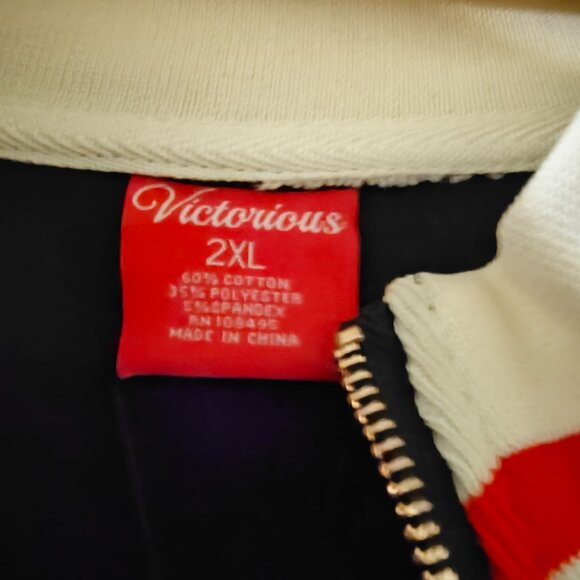 Victorious
2XL
60% COTTON
35% POLYESTER
5% SPANDEX
RN 109495
MADE IN CHINA